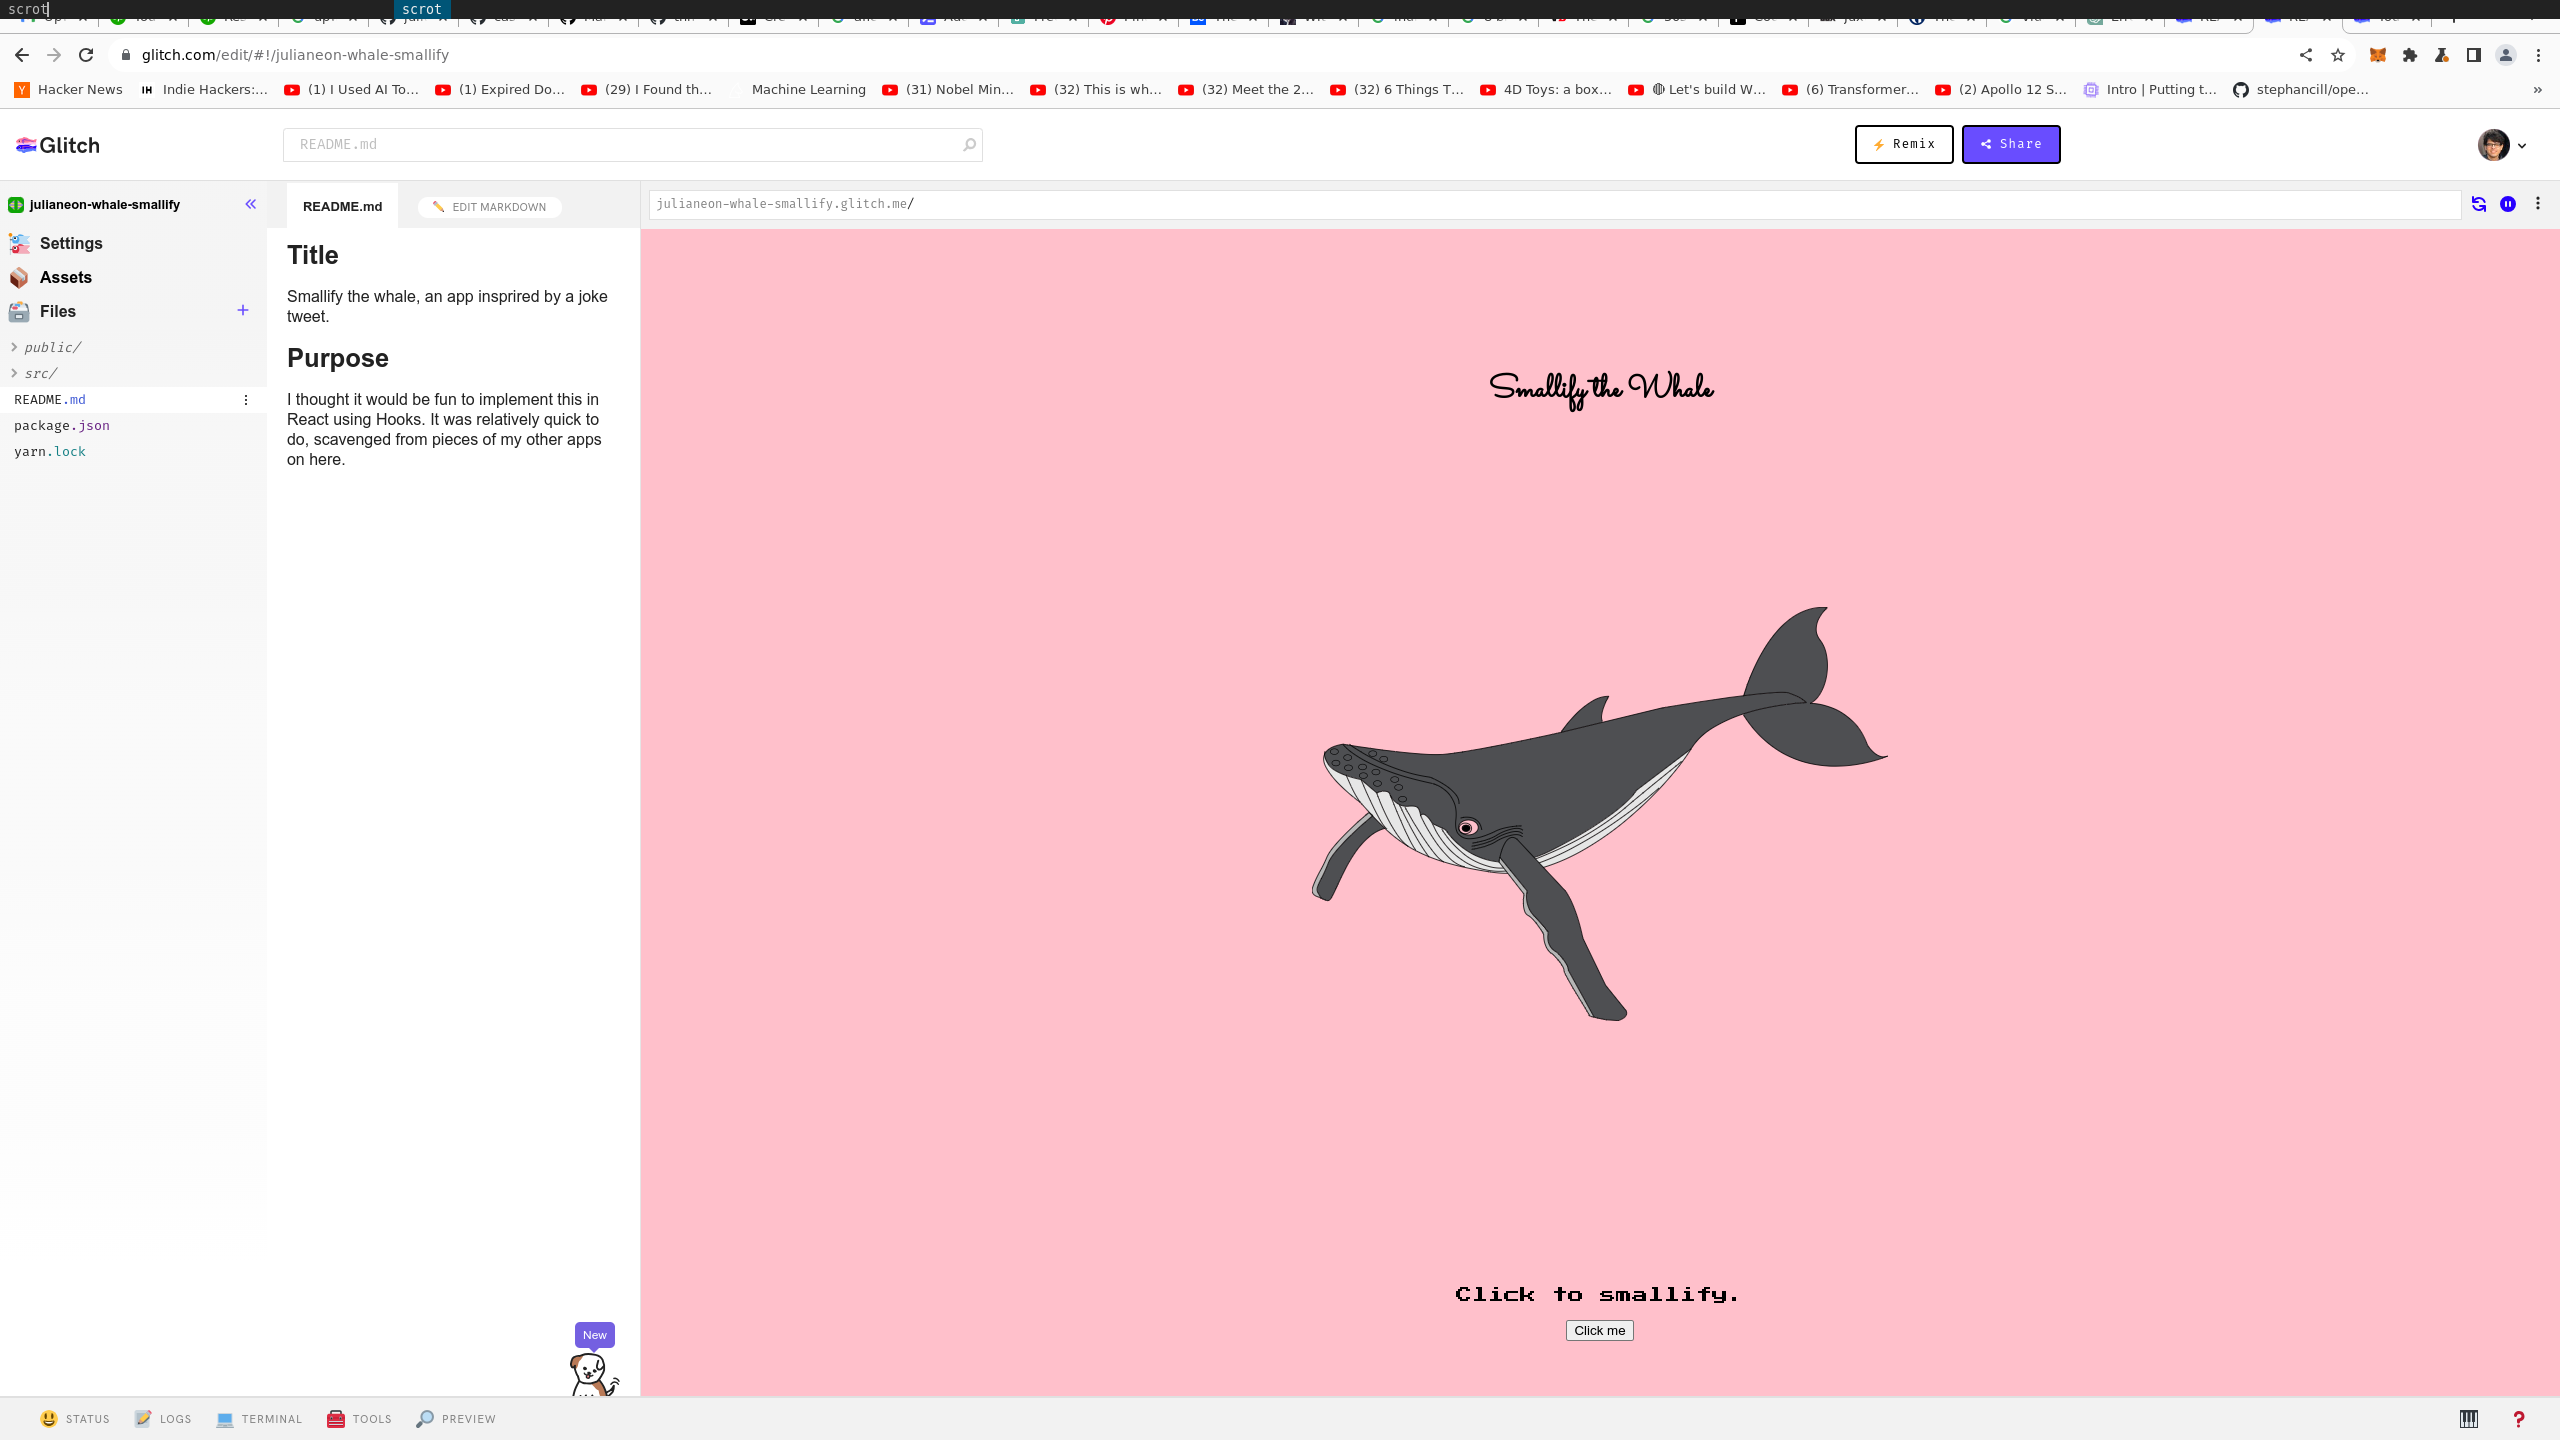 scrot scrot
glitch.com/edit/#!/julianeon-whale-smallify
Hacker News Indie Hackers:... (1) I Used AI To... (1) Expired Do... (29) I Found th... Machine Learning (31) Nobel Min... (32) This is wh... (32) Meet the 2... (32) 6 Things T... 4D Toys: a box... Let's build W... (6) Transformer... (2) Apollo 12 S... Intro | Putting t... stephancill/ope... »
Glitch README.md Remix Share
julianeon-whale-smallify
README.md EDIT MARKDOWN
julianeon-whale-smallify.glitch.me/
Settings
Assets
Files
public/
src/
README.md
package.json
yarn.lock
Title
Smallify the whale, an app insprired by a joke
tweet.
Purpose
I thought it would be fun to implement this in
React using Hooks. It was relatively quick to
do, scavenged from pieces of my other apps
on here.
Smallify the Whale
Click to smallify.
Click me
New
STATUS LOGS TERMINAL TOOLS PREVIEW ?